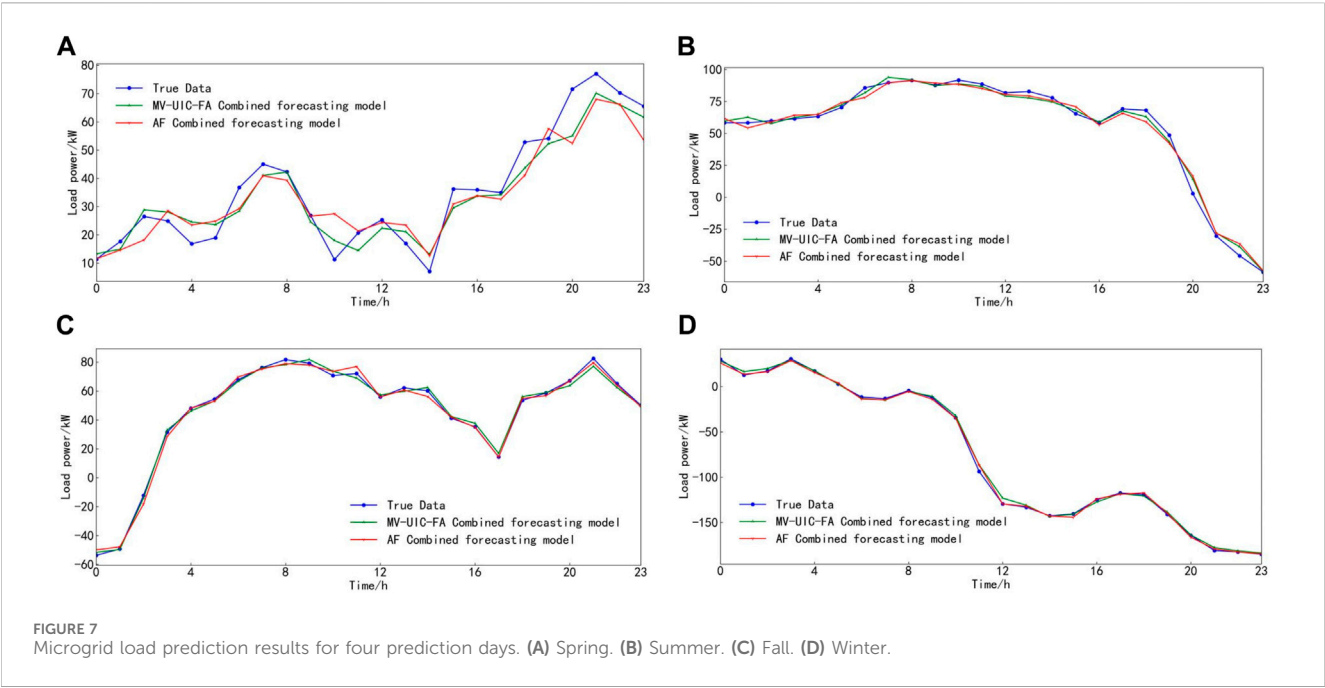 A
80
70
60
50
40
30
20
10
Load power/kW
True Data
MV-UIC-FA Combined forecasting model
AF Combined forecasting model
0 4 8 12 16 20 23
Time/h
B
100
75
50
25
0
-25
-50
Load power/kW
True Data
MV-UIC-FA Combined forecasting model
AF Combined forecasting model
0 4 8 12 16 20 23
Time/h
C
80
60
40
20
0
-20
-40
-60
Load power/kW
True Data
MV-UIC-FA Combined forecasting model
AF Combined forecasting model
0 4 8 12 16 20 23
Time/h
D
0
-50
-100
-150
Load power/kW
True Data
MV-UIC-FA Combined forecasting model
AF Combined forecasting model
0 4 8 12 16 20 23
Time/h
FIGURE 7
Microgrid load prediction results for four prediction days. (A) Spring. (B) Summer. (C) Fall. (D) Winter.